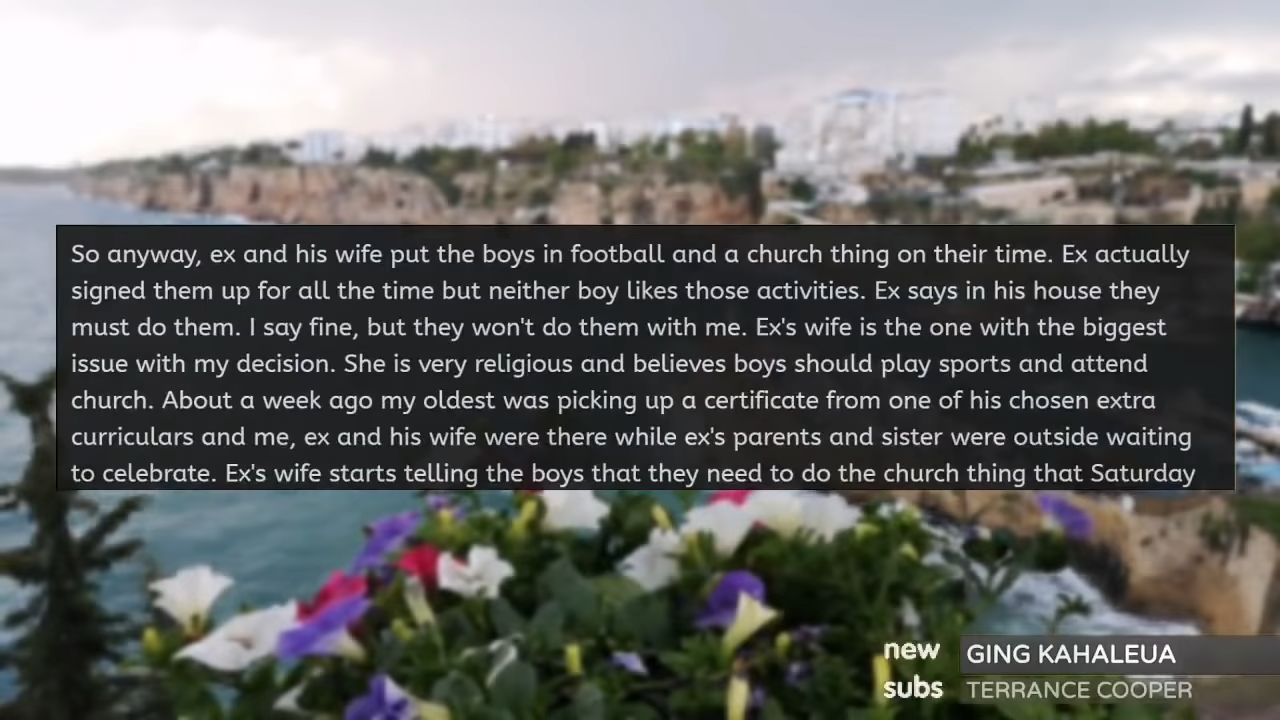 So anyway, ex and his wife put the boys in football and a church thing on their time. Ex actually
signed them up for all the time but neither boy likes those activities. Ex says in his house they
must do them. I say fine, but they won't do them with me. Ex's wife is the one with the biggest
issue with my decision. She is very religious and believes boys should play sports and attend
church. About a week ago my oldest was picking up a certificate from one of his chosen extra
curriculars and me, ex and his wife were there while ex's parents and sister were outside waiting
to celebrate. Ex's wife starts telling the boys that they need to do the church thing that Saturday
new
subs
GING KAHALEUA
TERRANCE COOPER